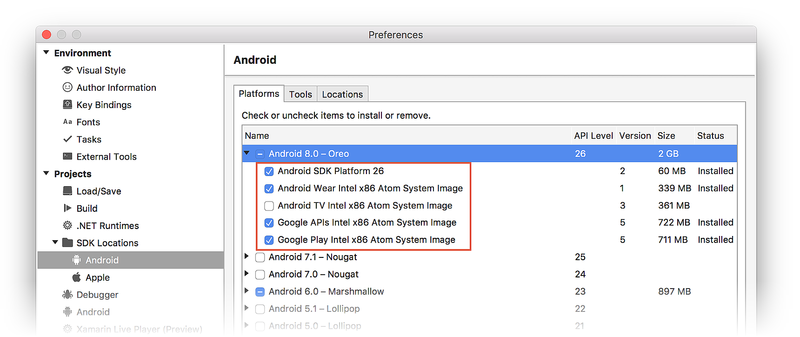 Preferences
Environment
Visual Style
Author Information
Key Bindings
Aa Fonts
Tasks
External Tools
Projects
Load/Save
Build
.NET Runtimes
SDK Locations
Android
Apple
Debugger
Android
Xamarin Live Player (Preview)
Android
Platforms Tools Locations
Check or uncheck items to install or remove.
Name API Level Version Size Status
Android 8.0 – Oreo 26 2 GB
Android SDK Platform 26 2 60 MB Installed
Android Wear Intel x86 Atom System Image 1 339 MB Installed
Android TV Intel x86 Atom System Image 3 361 MB
Google APIs Intel x86 Atom System Image 5 722 MB Installed
Google Play Intel x86 Atom System Image 5 711 MB Installed
Android 7.1 – Nougat 25
Android 7.0 – Nougat 24
Android 6.0 – Marshmallow 23 897 MB
Android 5.1 – Lollipop 22
Android 5.0 – Lollipop 21